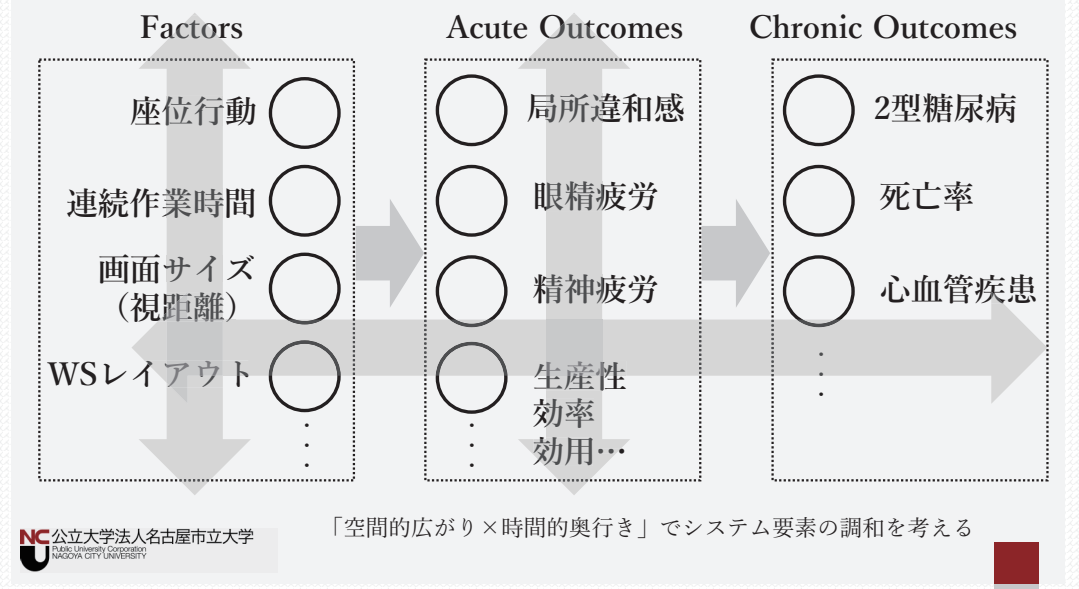 Factors
座位行動
連続作業時間
画面サイズ
（視距離）
WSレイアウト
Acute Outcomes
局所違和感
眼精疲労
精神疲労
生産性
効率
効用…
Chronic Outcomes
2型糖尿病
死亡率
心血管疾患
「空間的広がり×時間的奥行き」でシステム要素の調和を考える
NCU
公立大学法人名古屋市立大学
Public University Corporation
NAGOYA CITY UNIVERSITY